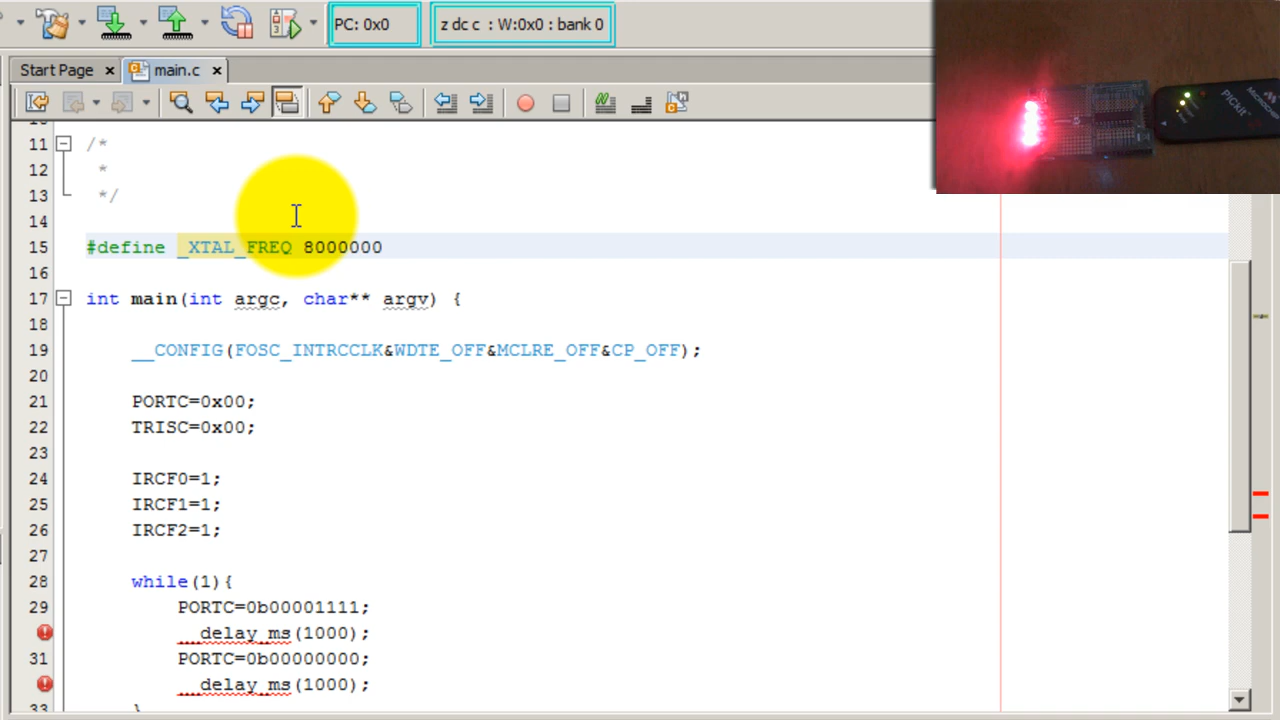 PC: 0x0
z dc c : W:0x0 : bank 0
Start Page
main.c
11 /*
12 *
13 */
14
15 #define _XTAL_FREQ 8000000
16
17 int main(int argc, char** argv) {
18
19 __CONFIG(FOSC_INTRCCLK&WDTE_OFF&MCLRE_OFF&CP_OFF);
20
21 PORTC=0x00;
22 TRISC=0x00;
23
24 IRCF0=1;
25 IRCF1=1;
26 IRCF2=1;
27
28 while(1){
29 PORTC=0b00001111;
__delay_ms(1000);
31 PORTC=0b00000000;
__delay_ms(1000);
33 }
PICkit
MICROCHIP